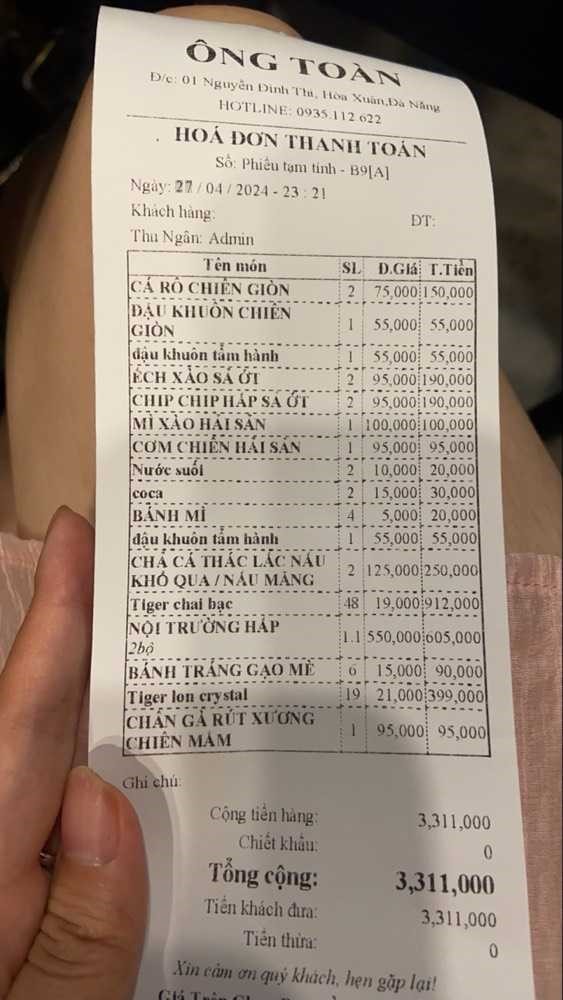 ÔNG TOÀN
Đ/c: 01 Nguyễn Đình Thi, Hòa Xuân,Đà Nẵng
HOTLINE: 0935.112.622
HOÁ ĐƠN THANH TOÁN
Số: Phiếu tạm tính - B9[A]
Ngày: 27/04/2024 - 23:21
Khách hàng: ĐT:
Thu Ngân: Admin
Tên món SL Đ.Giá T.Tiền
CÁ RÔ CHIÊN GIÒN 2 75,000 150,000
ĐẬU KHUÔN CHIÊN
GIÒN 1 55,000 55,000
đậu khuôn tẩm hành 1 55,000 55,000
ẾCH XÀO SẢ ỚT 2 95,000 190,000
CHIP CHIP HẤP SẢ ỚT 2 95,000 190,000
MÌ XÀO HẢI SẢN 1 100,000 100,000
CƠM CHIÊN HẢI SẢN 1 95,000 95,000
Nước suối 2 10,000 20,000
coca 2 15,000 30,000
BÁNH MÌ 4 5,000 20,000
đậu khuôn tẩm hành 1 55,000 55,000
CHẢ CÁ THÁC LÁC NẤU
KHỔ QUA / NẤU MĂNG 2 125,000 250,000
Tiger chai bạc 48 19,000 912,000
NỘI TRƯỜNG HẤP
2bộ 1.1 550,000 605,000
BÁNH TRÁNG GẠO MÈ 6 15,000 90,000
Tiger lon crystal 19 21,000 399,000
CHÂN GÀ RÚT XƯƠNG
CHIÊN MẮM 1 95,000 95,000
Ghi chú:
Cộng tiền hàng: 3,311,000
Chiết khấu: 0
Tổng cộng: 3,311,000
Tiền khách đưa: 3,311,000
Tiền thừa: 0
Xin cảm ơn quý khách, hẹn gặp lại!